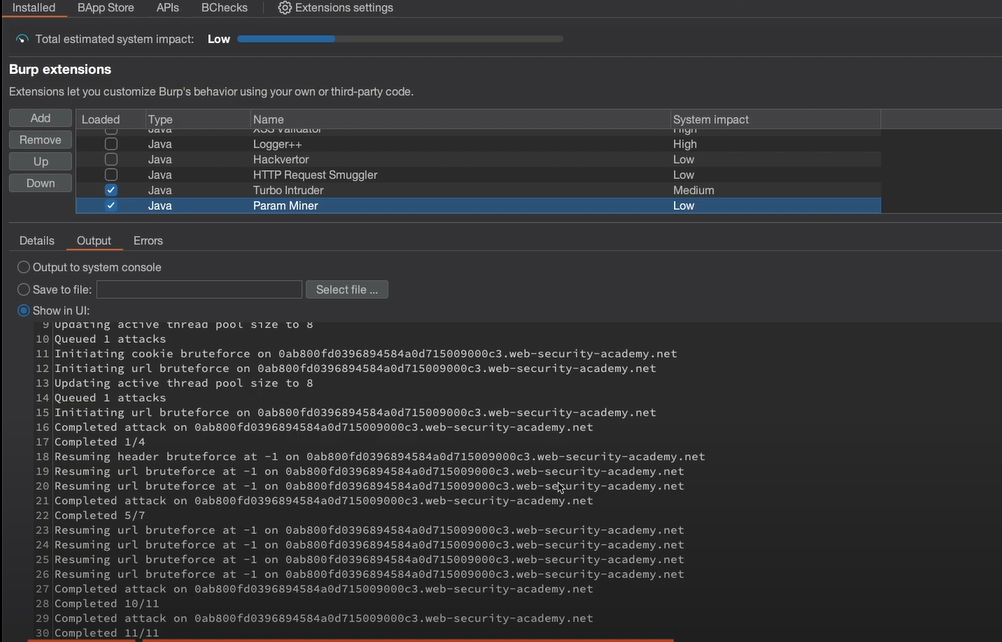 Installed BApp Store APIs BChecks Extensions settings
Total estimated system impact: Low
Burp extensions
Extensions let you customize Burp's behavior using your own or third-party code.
Add
Remove
Up
Down
Loaded Type Name System impact
Java XSS Validator High
Java Logger++ High
Java Hackvertor Low
Java HTTP Request Smuggler Low
Java Turbo Intruder Medium
Java Param Miner Low
Details Output Errors
Output to system console
Save to file: Select file ...
Show in UI:
9 Updating active thread pool size to 8
10 Queued 1 attacks
11 Initiating cookie bruteforce on 0ab800fd0396894584a0d715009000c3.web-security-academy.net
12 Initiating url bruteforce on 0ab800fd0396894584a0d715009000c3.web-security-academy.net
13 Updating active thread pool size to 8
14 Queued 1 attacks
15 Initiating url bruteforce on 0ab800fd0396894584a0d715009000c3.web-security-academy.net
16 Completed attack on 0ab800fd0396894584a0d715009000c3.web-security-academy.net
17 Completed 1/4
18 Resuming header bruteforce at -1 on 0ab800fd0396894584a0d715009000c3.web-security-academy.net
19 Resuming url bruteforce at -1 on 0ab800fd0396894584a0d715009000c3.web-security-academy.net
20 Resuming url bruteforce at -1 on 0ab800fd0396894584a0d715009000c3.web-security-academy.net
21 Completed attack on 0ab800fd0396894584a0d715009000c3.web-security-academy.net
22 Completed 5/7
23 Resuming url bruteforce at -1 on 0ab800fd0396894584a0d715009000c3.web-security-academy.net
24 Resuming url bruteforce at -1 on 0ab800fd0396894584a0d715009000c3.web-security-academy.net
25 Resuming url bruteforce at -1 on 0ab800fd0396894584a0d715009000c3.web-security-academy.net
26 Resuming url bruteforce at -1 on 0ab800fd0396894584a0d715009000c3.web-security-academy.net
27 Completed attack on 0ab800fd0396894584a0d715009000c3.web-security-academy.net
28 Completed 10/11
29 Completed attack on 0ab800fd0396894584a0d715009000c3.web-security-academy.net
30 Completed 11/11